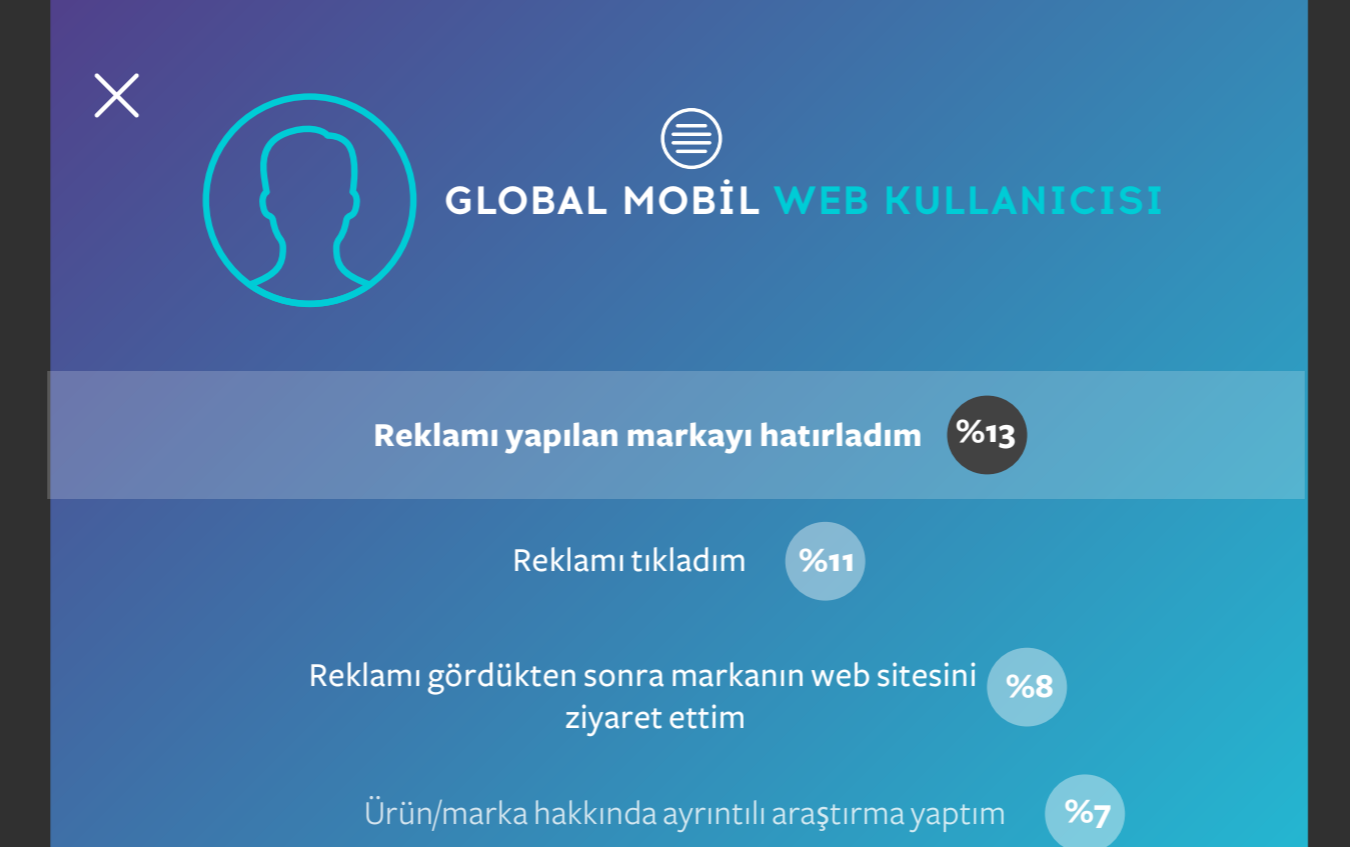 GLOBAL MOBİL WEB KULLANICISI
Reklamı yapılan markayı hatırladım %13
Reklamı tıkladım %11
Reklamı gördükten sonra markanın web sitesini %8
ziyaret ettim
Ürün/marka hakkında ayrıntılı araştırma yaptım %7